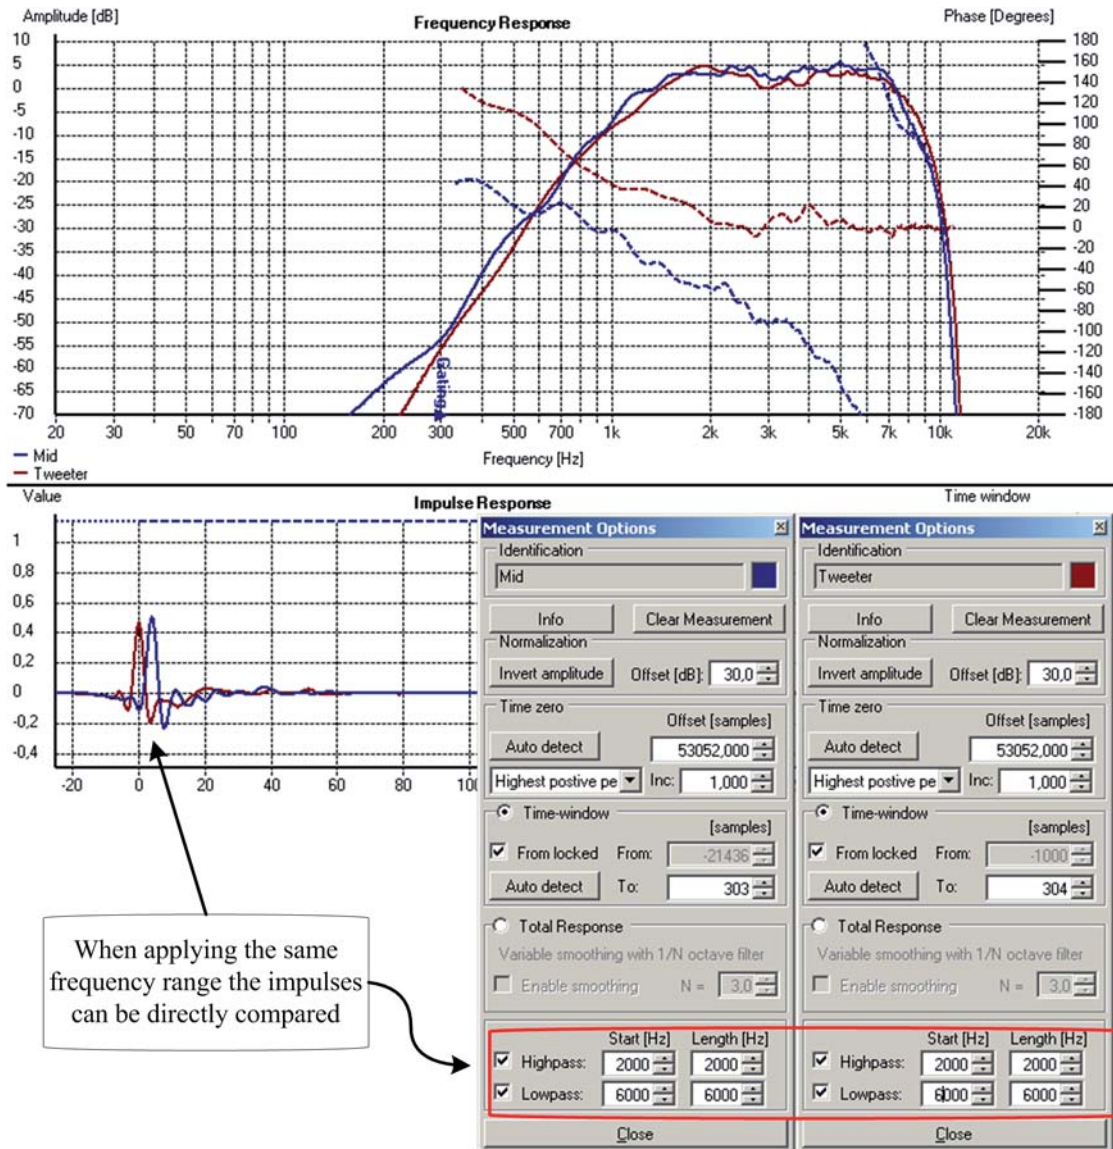 Amplitude [dB]
Frequency Response
Phase [Degrees]
10
5
0
-5
-10
-15
-20
-25
-30
-35
-40
-45
-50
-55
-60
-65
-70
180
160
140
120
100
80
60
40
20
0
-20
-40
-60
-80
-100
-120
-140
-160
-180
Gating
20 30 50 70 100 200 300 500 700 1k 2k 3k 5k 7k 10k 20k
Frequency [Hz]
Mid
Tweeter
Value
Impulse Response
Time window
1
0,8
0,6
0,4
0,2
0
-0,2
-0,4
-20 0 20 40 60 80 10
Measurement Options
Identification
Mid
Info Clear Measurement
Normalization
Invert amplitude Offset [dB]: 30,0
Time zero
Offset [samples]
Auto detect 53052,000
Highest postive pe Inc: 1,000
Time-window
[samples]
From locked From: -21436
Auto detect To: 303
Total Response
Variable smoothing with 1/N octave filter
Enable smoothing N = 3,0
Start [Hz] Length [Hz]
Highpass: 2000 2000
Lowpass: 6000 6000
Close
Measurement Options
Identification
Tweeter
Info Clear Measurement
Normalization
Invert amplitude Offset [dB]: 30,0
Time zero
Offset [samples]
Auto detect 53052,000
Highest postive pe Inc: 1,000
Time-window
[samples]
From locked From: -1000
Auto detect To: 304
Total Response
Variable smoothing with 1/N octave filter
Enable smoothing N = 3,0
Start [Hz] Length [Hz]
Highpass: 2000 2000
Lowpass: 6000 6000
Close
When applying the same
frequency range the impulses
can be directly compared